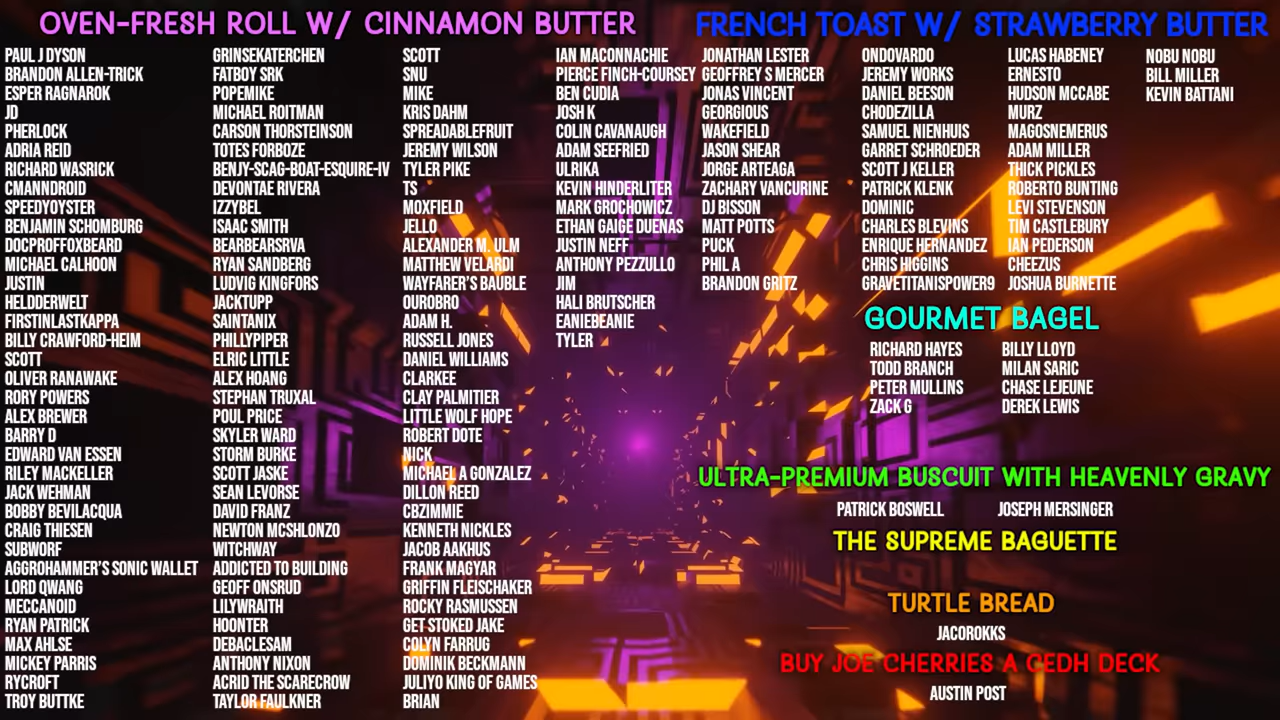 OVEN-FRESH ROLL W/ CINNAMON BUTTER
PAUL J DYSON
BRANDON ALLEN-TRICK
ESPER RAGNAROK
JD
PHERLOCK
ADRIA REID
RICHARD WASRICK
CMANNDROID
SPEEDYOYSTER
BENJAMIN SCHOMBURG
DOCPROFFOXBEARD
MICHAEL CALHOON
JUSTIN
HELDDERWELT
FIRSTINLASTKAPPA
BILLY CRAWFORD-HEIM
SCOTT
OLIVER RANAWAKE
RORY POWERS
ALEX BREWER
BARRY D
EDWARD VAN ESSEN
RILEY MACKELLER
JACK WEHMAN
BOBBY BEVILACQUA
CRAIG THIESEN
SUBWORF
AGGROHAMMER'S SONIC WALLET
LORD QWANG
MECCANOID
RYAN PATRICK
MAX AHLSE
MICKEY PARRIS
RYCROFT
TROY BUTTKE
GRINSEKATERCHEN
FATBOY SRK
POPEMIKE
MICHAEL ROITMAN
CARSON THORSTEINSON
TOTES FORBOZE
BENJY-SCAG-BOAT-ESQUIRE-IV
DEVONTAE RIVERA
IZZYBEL
ISAAC SMITH
BEARBEARSRVA
RYAN SANDBERG
LUDVIG KINGFORS
JACKTUPP
SAINTANIX
PHILLYPIPER
ELRIC LITTLE
ALEX HOANG
STEPHAN TRUXAL
POUL PRICE
SKYLER WARD
STORM BURKE
SCOTT JASKE
SEAN LEVORSE
DAVID FRANZ
NEWTON MCSHLONZO
WITCHWAY
ADDICTED TO BUILDING
GEOFF ONSRUD
LILYWRAITH
HOONTER
DEBACLESAM
ANTHONY NIXON
ACRID THE SCARECROW
TAYLOR FAULKNER
SCOTT
SNU
MIKE
KRIS DAHM
SPREADABLEFRUIT
JEREMY WILSON
TYLER PIKE
TS
MOXFIELD
JELLO
ALEXANDER M. ULM
MATTHEW VELARDI
WAYFARER'S BAUBLE
OUROBRO
ADAM H.
RUSSELL JONES
DANIEL WILLIAMS
CLARKEE
CLAY PALMITIER
LITTLE WOLF HOPE
ROBERT DOTE
NICK
MICHAEL A GONZALEZ
DILLON REED
CBZIMMIE
KENNETH NICKLES
JACOB AAKHUS
FRANK MAGYAR
GRIFFIN FLEISCHAKER
ROCKY RASMUSSEN
GET STOKED JAKE
COLYN FARRUG
DOMINIK BECKMANN
JULIYO KING OF GAMES
BRIAN
IAN MACONNACHIE
PIERCE FINCH-COURSEY
BEN CUDIA
JOSH K
COLIN CAVANAUGH
ADAM SEEFRIED
ULRIKA
KEVIN HINDERLITER
MARK GROCHOWICZ
ETHAN GAIGE DUENAS
JUSTIN NEFF
ANTHONY PEZZULLO
JIM
HALI BRUTSCHER
EANIEBEANIE
TYLER
FRENCH TOAST W/ STRAWBERRY BUTTER
JONATHAN LESTER
GEOFFREY S MERCER
JONAS VINCENT
GEORGIOUS
WAKEFIELD
JASON SHEAR
JORGE ARTEAGA
ZACHARY VANCURINE
DJ BISSON
MATT POTTS
PUCK
PHIL A
BRANDON GRITZ
ONDOVARDO
JEREMY WORKS
DANIEL BEESON
CHODEZILLA
SAMUEL NIENHUIS
GARRET SCHROEDER
SCOTT J KELLER
PATRICK KLENK
DOMINIC
CHARLES BLEVINS
ENRIQUE HERNANDEZ
CHRIS HIGGINS
GRAVETITANISPOWER9
LUCAS HABENEY
ERNESTO
HUDSON MCCABE
MURZ
MAGOSNEMERUS
ADAM MILLER
THICK PICKLES
ROBERTO BUNTING
LEVI STEVENSON
TIM CASTLEBURY
IAN PEDERSON
CHEEZUS
JOSHUA BURNETTE
NOBU NOBU
BILL MILLER
KEVIN BATTANI
GOURMET BAGEL
RICHARD HAYES
TODD BRANCH
PETER MULLINS
ZACK G
BILLY LLOYD
MILAN SARIC
CHASE LEJEUNE
DEREK LEWIS
ULTRA-PREMIUM BUSCUIT WITH HEAVENLY GRAVY
PATRICK BOSWELL JOSEPH MERSINGER
THE SUPREME BAGUETTE
TURTLE BREAD
JACOROKKS
BUY JOE CHERRIES A CEDH DECK
AUSTIN POST